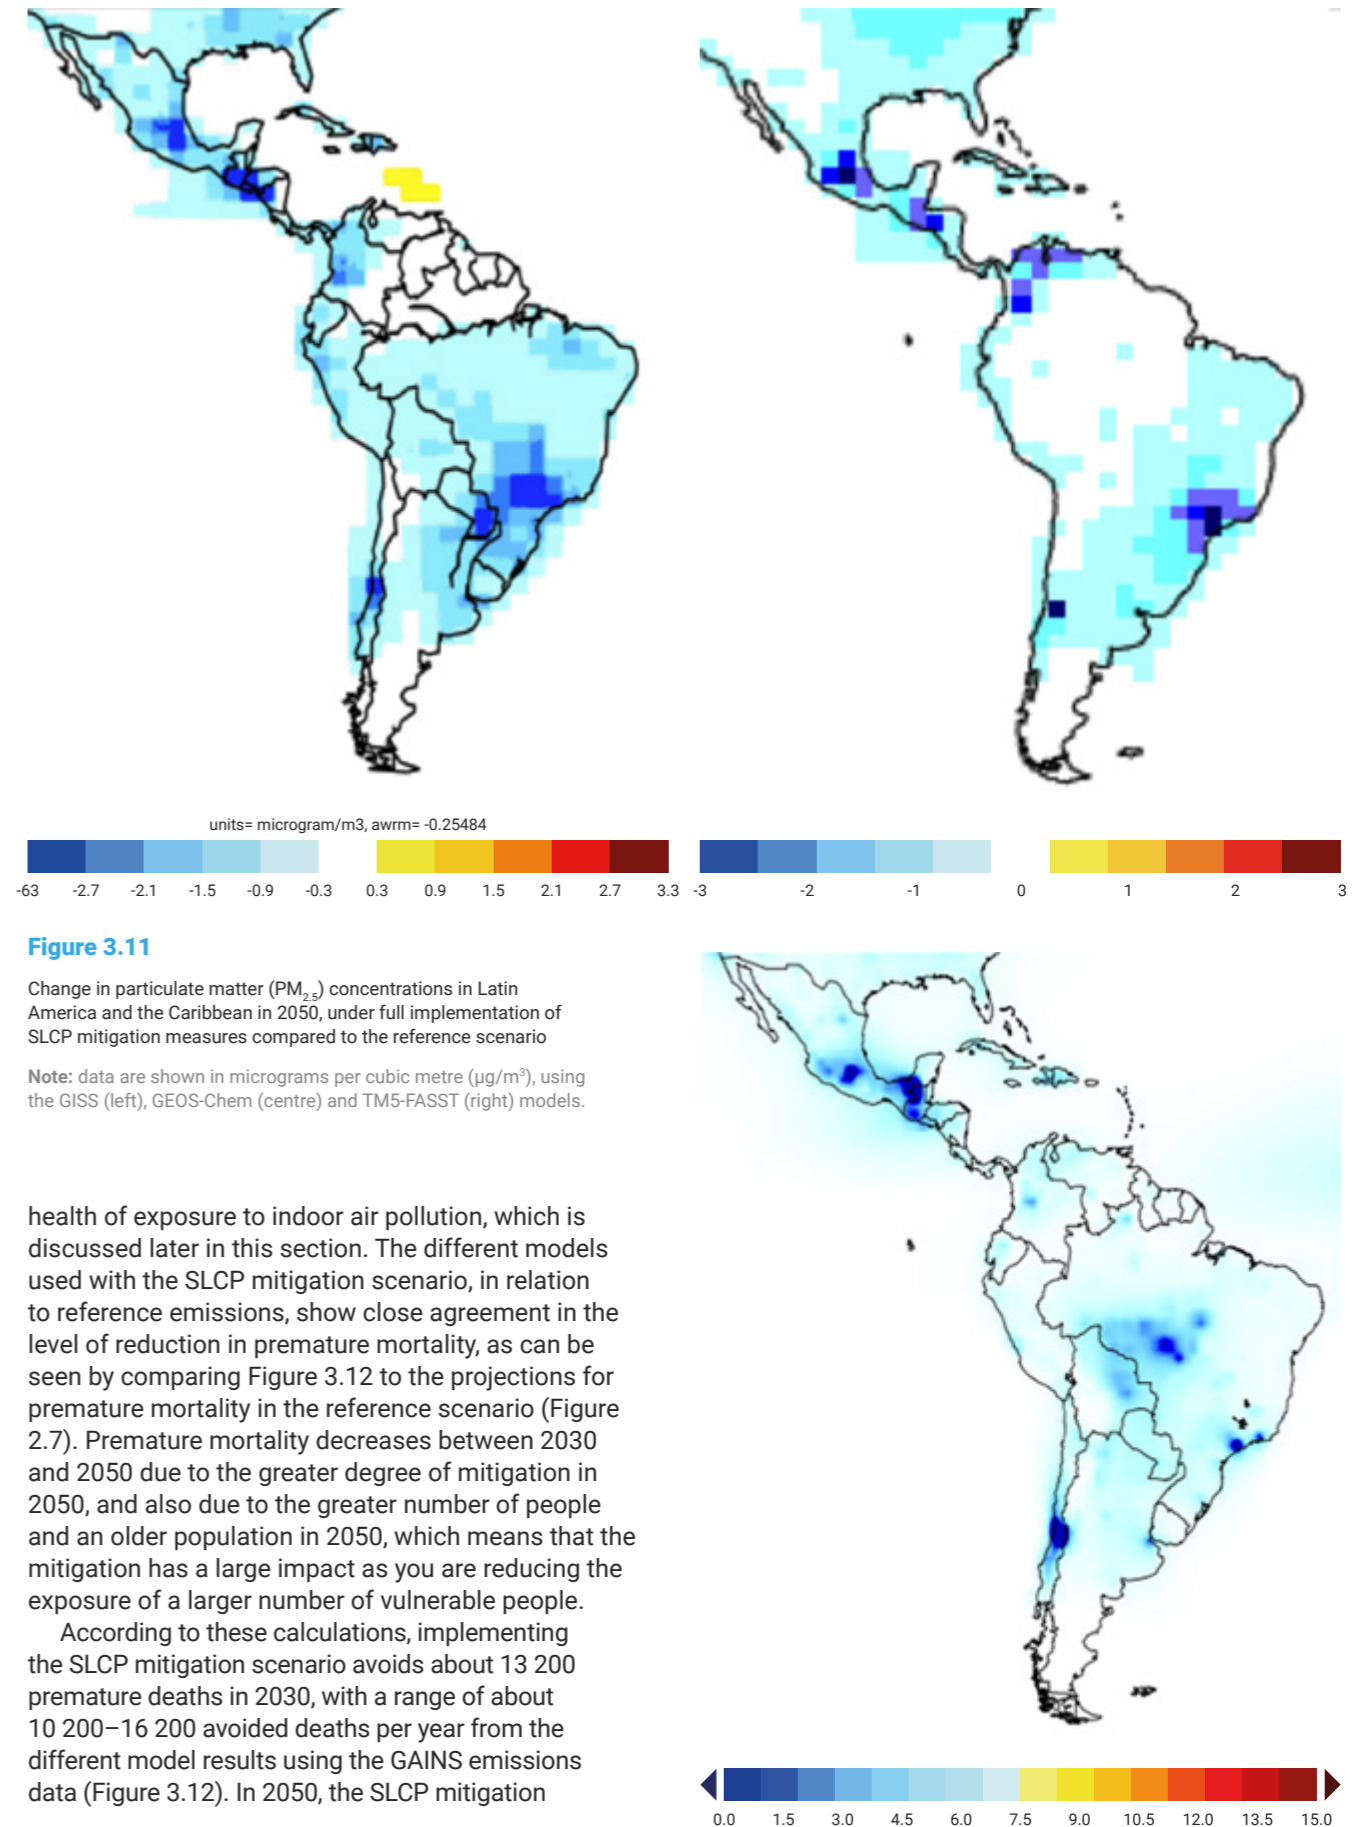 units= microgram/m3, awrm= -0.25484
-63 -2.7 -2.1 -1.5 -0.9 -0.3 0.3 0.9 1.5 2.1 2.7 3.3
-3 -2 -1 0 1 2 3
Figure 3.11
Change in particulate matter (PM2.5) concentrations in Latin
America and the Caribbean in 2050, under full implementation of
SLCP mitigation measures compared to the reference scenario
Note: data are shown in micrograms per cubic metre (μg/m³), using
the GISS (left), GEOS-Chem (centre) and TM5-FASST (right) models.
health of exposure to indoor air pollution, which is
discussed later in this section. The different models
used with the SLCP mitigation scenario, in relation
to reference emissions, show close agreement in the
level of reduction in premature mortality, as can be
seen by comparing Figure 3.12 to the projections for
premature mortality in the reference scenario (Figure
2.7). Premature mortality decreases between 2030
and 2050 due to the greater degree of mitigation in
2050, and also due to the greater number of people
and an older population in 2050, which means that the
mitigation has a large impact as you are reducing the
exposure of a larger number of vulnerable people.
According to these calculations, implementing
the SLCP mitigation scenario avoids about 13 200
premature deaths in 2030, with a range of about
10 200–16 200 avoided deaths per year from the
different model results using the GAINS emissions
data (Figure 3.12). In 2050, the SLCP mitigation
0.0 1.5 3.0 4.5 6.0 7.5 9.0 10.5 12.0 13.5 15.0